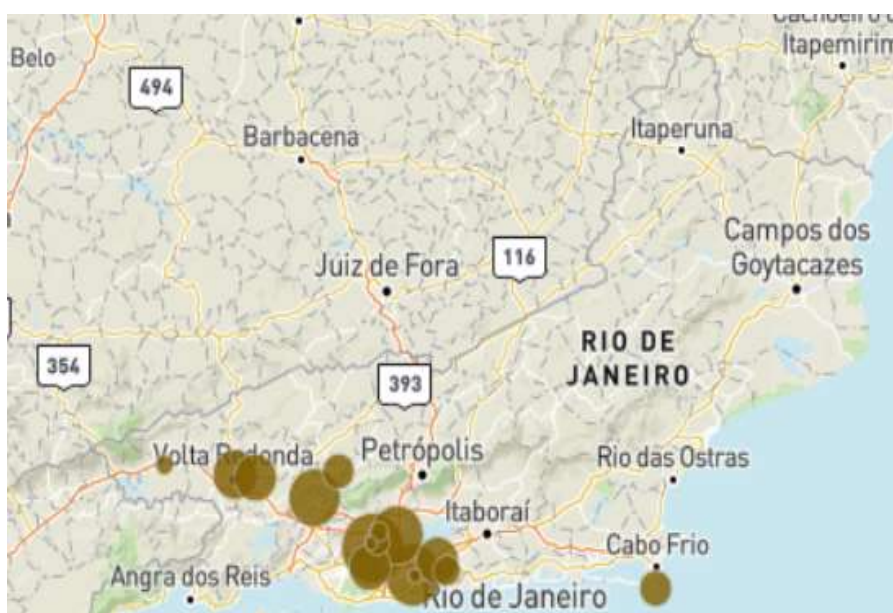 Cachoeiro
Itapemirim
Belo
494
Barbacena
Itaperuna
Campos dos
Goytacazes
116
Juiz de Fora
RIO DE
JANEIRO
354
393
Volta Redonda
Petrópolis
Rio das Ostras
Itaboraí
Cabo Frio
Angra dos Reis
Rio de Janeiro